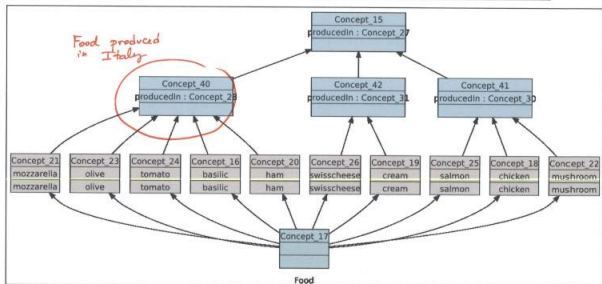 Concept_15
producedIn : Concept_27
Food produced
in Italy
Concept_40
producedIn : Concept_28
Concept_42
producedIn : Concept_31
Concept_41
producedIn : Concept_30
Concept_21
mozzarella
mozzarella
Concept_23
olive
olive
Concept_24
tomato
tomato
Concept_16
basilic
basilic
Concept_20
ham
ham
Concept_26
swisscheese
swisscheese
Concept_19
cream
cream
Concept_25
salmon
salmon
Concept_18
chicken
chicken
Concept_22
mushroom
mushroom
Concept_17
Food